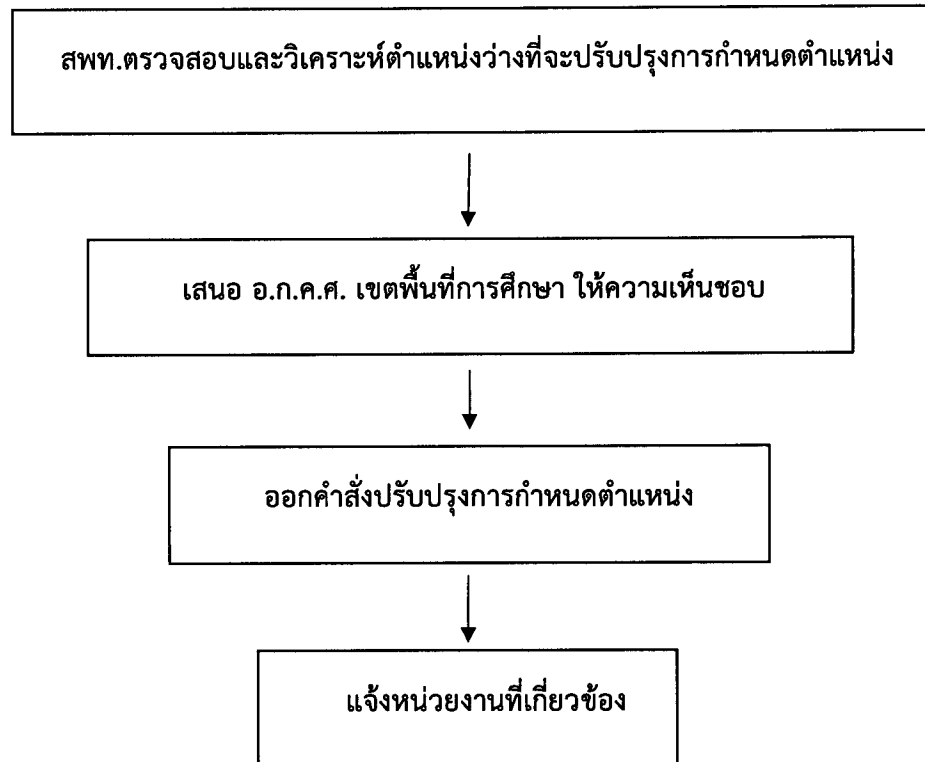 สพท.ตรวจสอบและวิเคราะห์ตำแหน่งว่างที่จะปรับปรุงการกำหนดตำแหน่ง
เสนอ อ.ก.ค.ศ. เขตพื้นที่การศึกษา ให้ความเห็นชอบ
ออกคำสั่งปรับปรุงการกำหนดตำแหน่ง
แจ้งหน่วยงานที่เกี่ยวข้อง